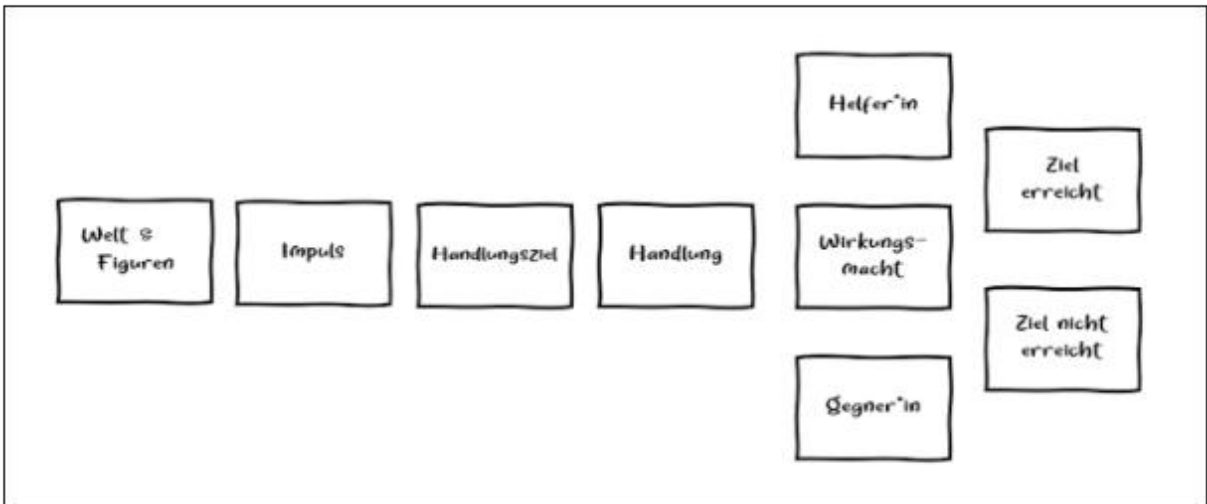 Welt &
Figuren
Impuls
Handlungsziel
Handlung
Helfer*in
Wirkungs-
macht
Gegner*in
Ziel
erreicht
Ziel nicht
erreicht